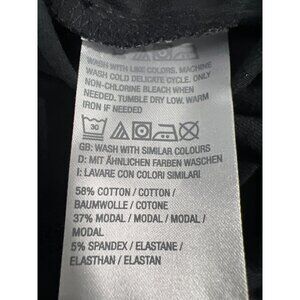 WASH WITH LIKE COLORS. MACHINE
WASH COLD DELICATE CYCLE. ONLY
NON-CHLORINE BLEACH WHEN
NEEDED. TUMBLE DRY LOW. WARM
IRON IF NEEDED
30
GB: WASH WITH SIMILAR COLOURS
D: MIT ÄHNLICHEN FARBEN WASCHEN
I: LAVARE CON COLORI SIMILARI
58% COTTON / COTTON /
BAUMWOLLE / COTONE
37% MODAL / MODAL / MODAL /
MODAL
5% SPANDEX / ELASTANE /
ELASTHAN / ELASTAN